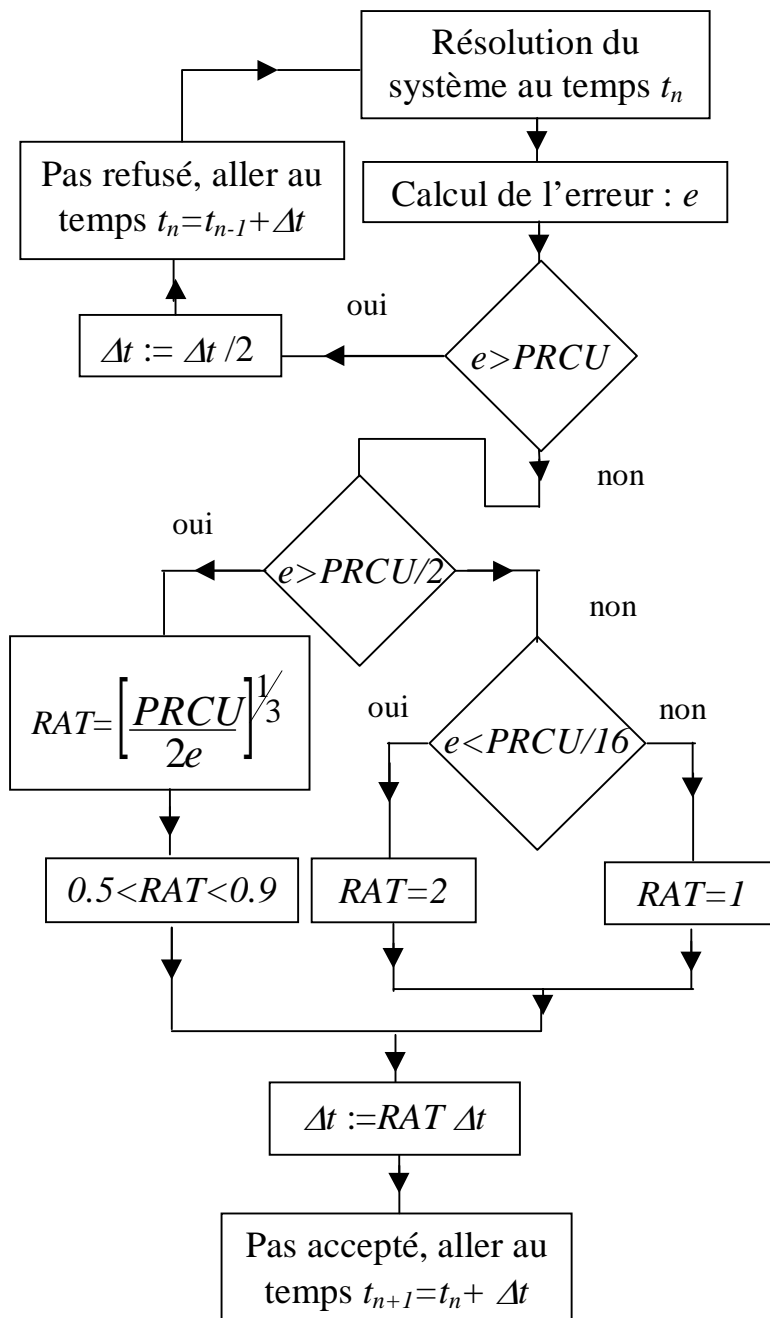 Résolution du
système au temps tn
Pas refusé, aller au
temps tn=tn-1+Δt
Calcul de l’erreur : e
oui
Δt := Δt /2
e>PRCU
non
oui
e>PRCU/2
non
RAT=[PRCU/2e]^1/3
oui
e<PRCU/16
non
0.5<RAT<0.9
RAT=2
RAT=1
Δt :=RAT Δt
Pas accepté, aller au
temps tn+1=tn+ Δt